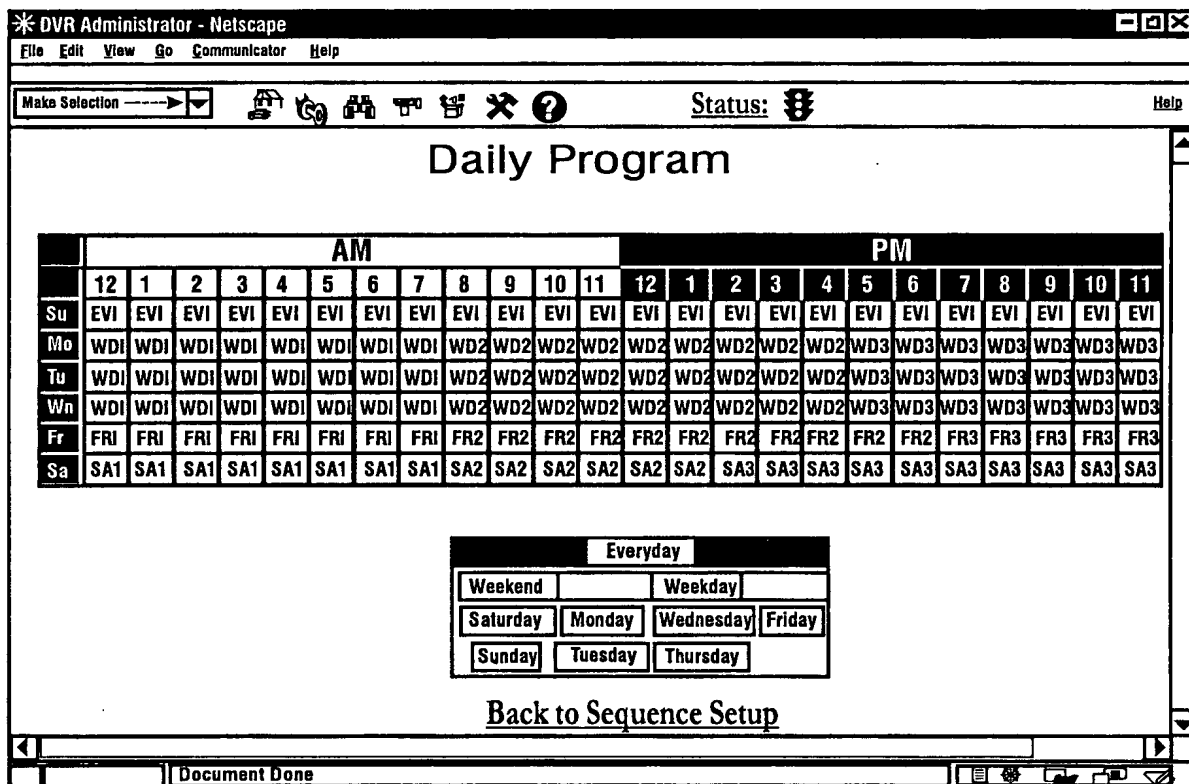 DVR Administrator - Netscape
File Edit View Go Communicator Help
Make Selection Status: Help
Daily Program
AM PM
12 1 2 3 4 5 6 7 8 9 10 11 12 1 2 3 4 5 6 7 8 9 10 11
Su EVI EVI EVI EVI EVI EVI EVI EVI EVI EVI EVI EVI EVI EVI EVI EVI EVI EVI EVI EVI EVI EVI EVI EVI
Mo WDI WDI WDI WDI WDI WDI WDI WDI WD2 WD2 WD2 WD2 WD2 WD2 WD2 WD2 WD2 WD3 WD3 WD3 WD3 WD3 WD3 WD3
Tu WDI WDI WDI WDI WDI WDI WDI WDI WD2 WD2 WD2 WD2 WD2 WD2 WD2 WD2 WD2 WD3 WD3 WD3 WD3 WD3 WD3 WD3
Wn WDI WDI WDI WDI WDI WDI WDI WDI WD2 WD2 WD2 WD2 WD2 WD2 WD2 WD2 WD2 WD3 WD3 WD3 WD3 WD3 WD3 WD3
Fr FRI FRI FRI FRI FRI FRI FRI FRI FR2 FR2 FR2 FR2 FR2 FR2 FR2 FR2 FR2 FR2 FR3 FR3 FR3 FR3 FR3 FR3
Sa SA1 SA1 SA1 SA1 SA1 SA1 SA1 SA1 SA2 SA2 SA2 SA2 SA2 SA2 SA3 SA3 SA3 SA3 SA3 SA3 SA3 SA3 SA3 SA3
Everyday
Weekend Weekday
Saturday Monday Wednesday Friday
Sunday Tuesday Thursday
Back to Sequence Setup
Document Done